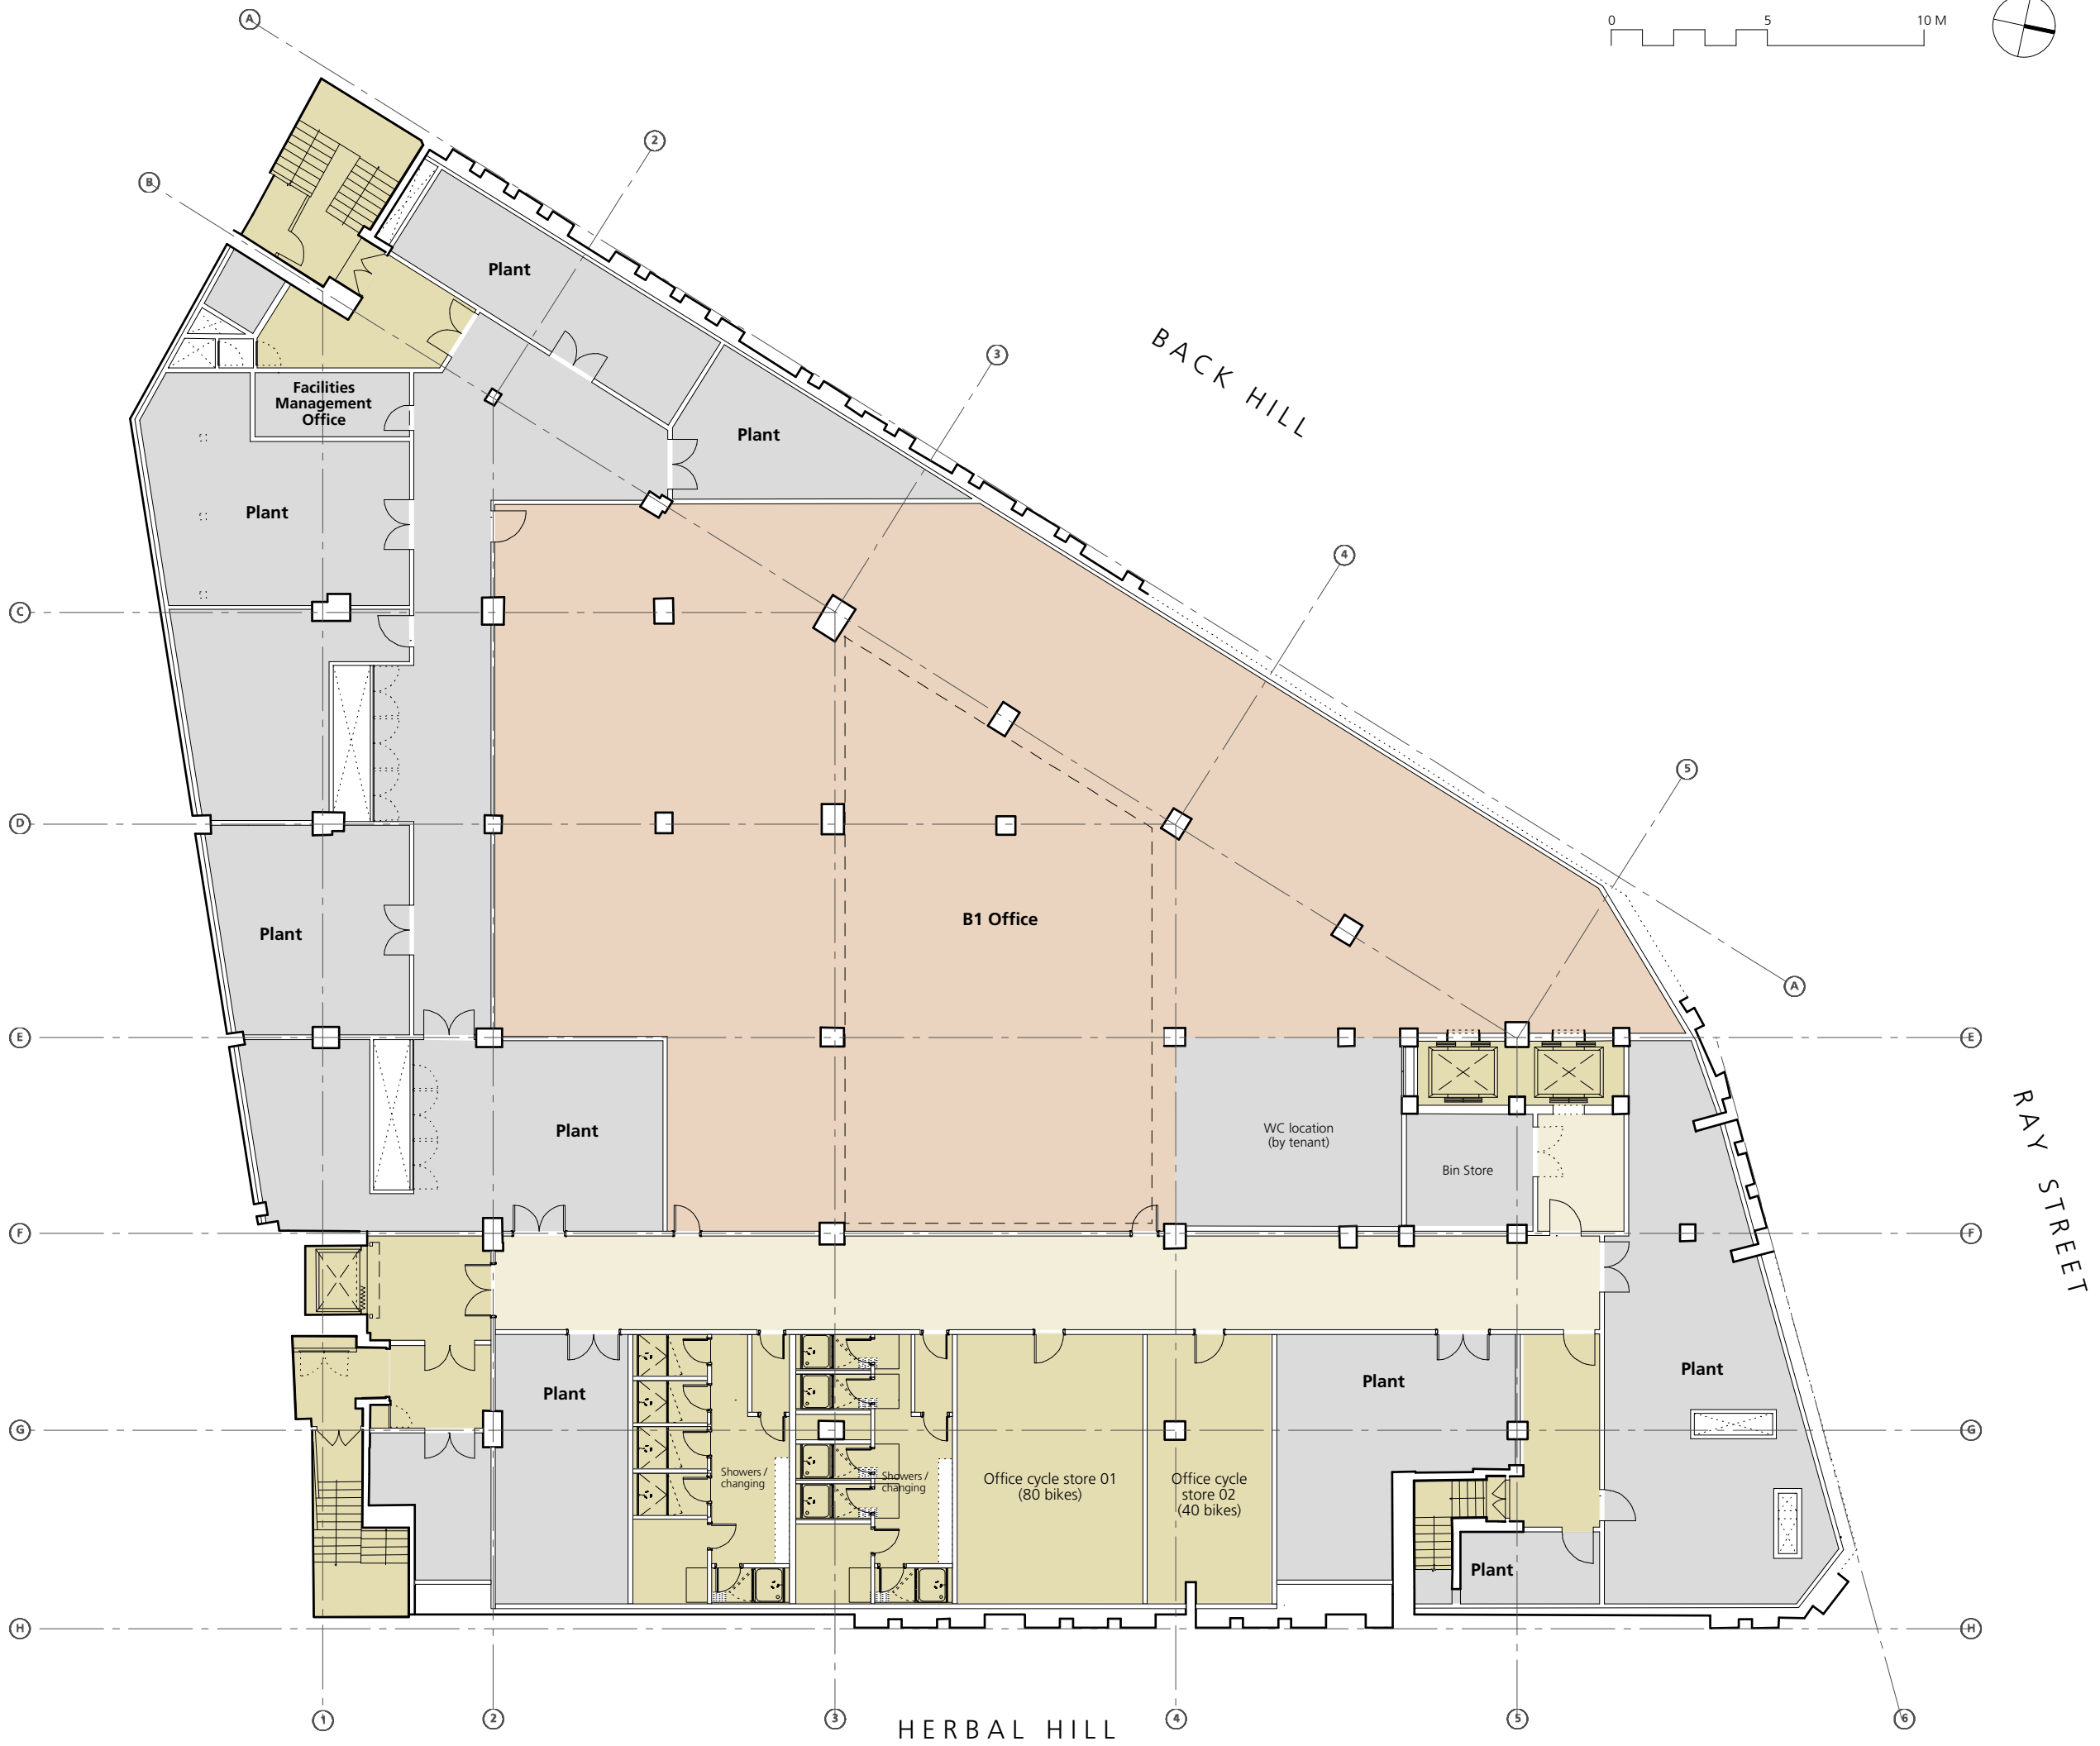 A
0 5 10 M
2
B
BACK HILL
Plant
3
Facilities
Management
Office
Plant
Plant
4
C
5
D
B1 Office
Plant
A
E
E
Plant
WC location
(by tenant)
Bin Store
RAY STREET
F
F
Plant
Plant
Plant
G
G
Showers /
changing
Showers /
changing
Office cycle store 01
(80 bikes)
Office cycle
store 02
(40 bikes)
Plant
H
H
1
2
3
4
5
6
HERBAL HILL